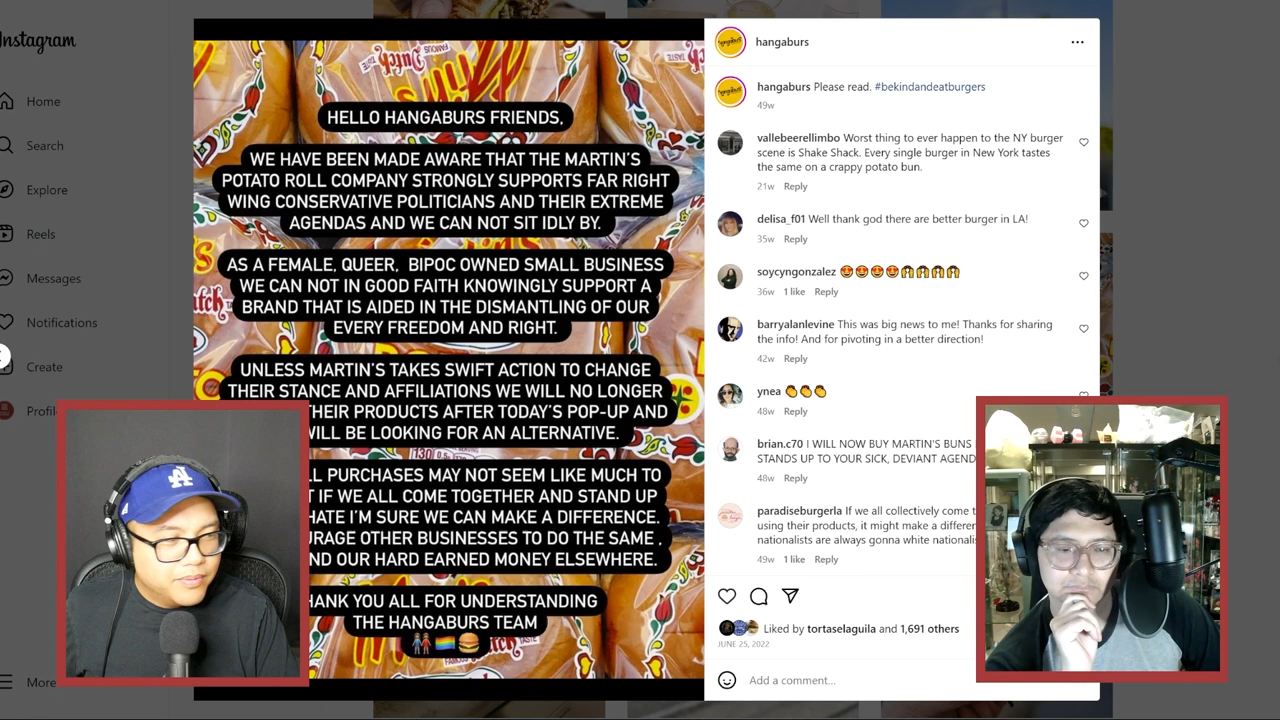 Instagram
Home
Search
Explore
Reels
Messages
Notifications
Create
More
HELLO HANGABURS FRIENDS,
WE HAVE BEEN MADE AWARE THAT THE MARTIN'S
POTATO ROLL COMPANY STRONGLY SUPPORTS FAR RIGHT
WING CONSERVATIVE POLITICIANS AND THEIR EXTREME
AGENDAS AND WE CAN NOT SIT IDLY BY.
AS A FEMALE, QUEER, BIPOC OWNED SMALL BUSINESS
WE CAN NOT IN GOOD FAITH KNOWINGLY SUPPORT A
BRAND THAT IS AIDED IN THE DISMANTLING OF OUR
EVERY FREEDOM AND RIGHT.
UNLESS MARTIN'S TAKES SWIFT ACTION TO CHANGE
THEIR STANCE AND AFFILIATIONS WE WILL NO LONGER
THEIR PRODUCTS AFTER TODAY'S POP-UP AND
WILL BE LOOKING FOR AN ALTERNATIVE.
PURCHASES MAY NOT SEEM LIKE MUCH TO
IF WE ALL COME TOGETHER AND STAND UP
HATE I'M SURE WE CAN MAKE A DIFFERENCE.
OTHER BUSINESSES TO DO THE SAME ,
OUR HARD EARNED MONEY ELSEWHERE.
THANK YOU ALL FOR UNDERSTANDING
THE HANGABURS TEAM
👭🏾🏳️‍🌈🍔
hangaburs
hangaburs Please read. #bekindandeatburgers
49w
vallebeerellimbo Worst thing to ever happen to the NY burger
scene is Shake Shack. Every single burger in New York tastes
the same on a crappy potato bun.
21w Reply
delisa_f01 Well thank god there are better burger in LA!
35w Reply
soycyngonzalez 🤩🤩🤩🤩🙌🙌🙌🙌
36w 1 like Reply
barryalanlevine This was big news to me! Thanks for sharing
the info! And for pivoting in a better direction!
42w Reply
ynea 👏👏👏
48w Reply
brian.c70 I WILL NOW BUY MARTIN'S BUNS
STANDS UP TO YOUR SICK, DEVIANT AGEND
48w Reply
paradiseburgerla If we all collectively come t
using their products, it might make a differen
nationalists are always gonna white nationalis
49w 1 like Reply
Liked by tortaselaguila and 1,691 others
JUNE 25, 2022
Add a comment...